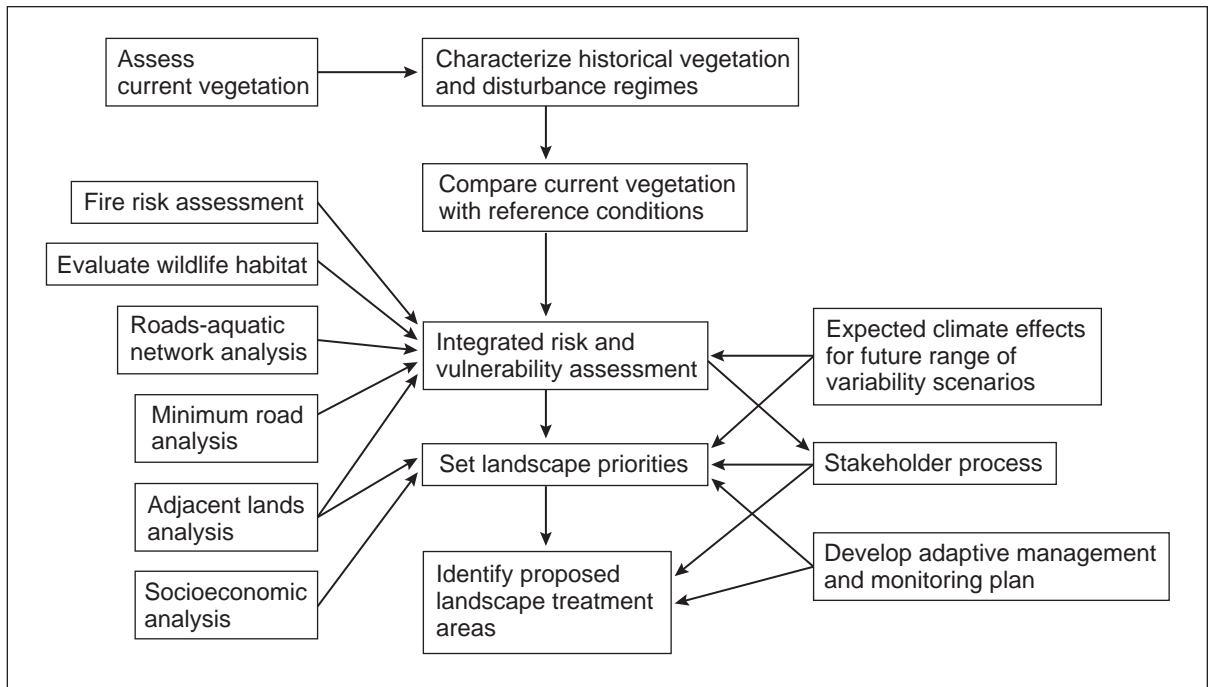 Assess
current vegetation
Characterize historical vegetation
and disturbance regimes
Compare current vegetation
with reference conditions
Fire risk assessment
Evaluate wildlife habitat
Roads-aquatic
network analysis
Minimum road
analysis
Adjacent lands
analysis
Socioeconomic
analysis
Integrated risk and
vulnerability assessment
Set landscape priorities
Identify proposed
landscape treatment
areas
Expected climate effects
for future range of
variability scenarios
Stakeholder process
Develop adaptive management
and monitoring plan